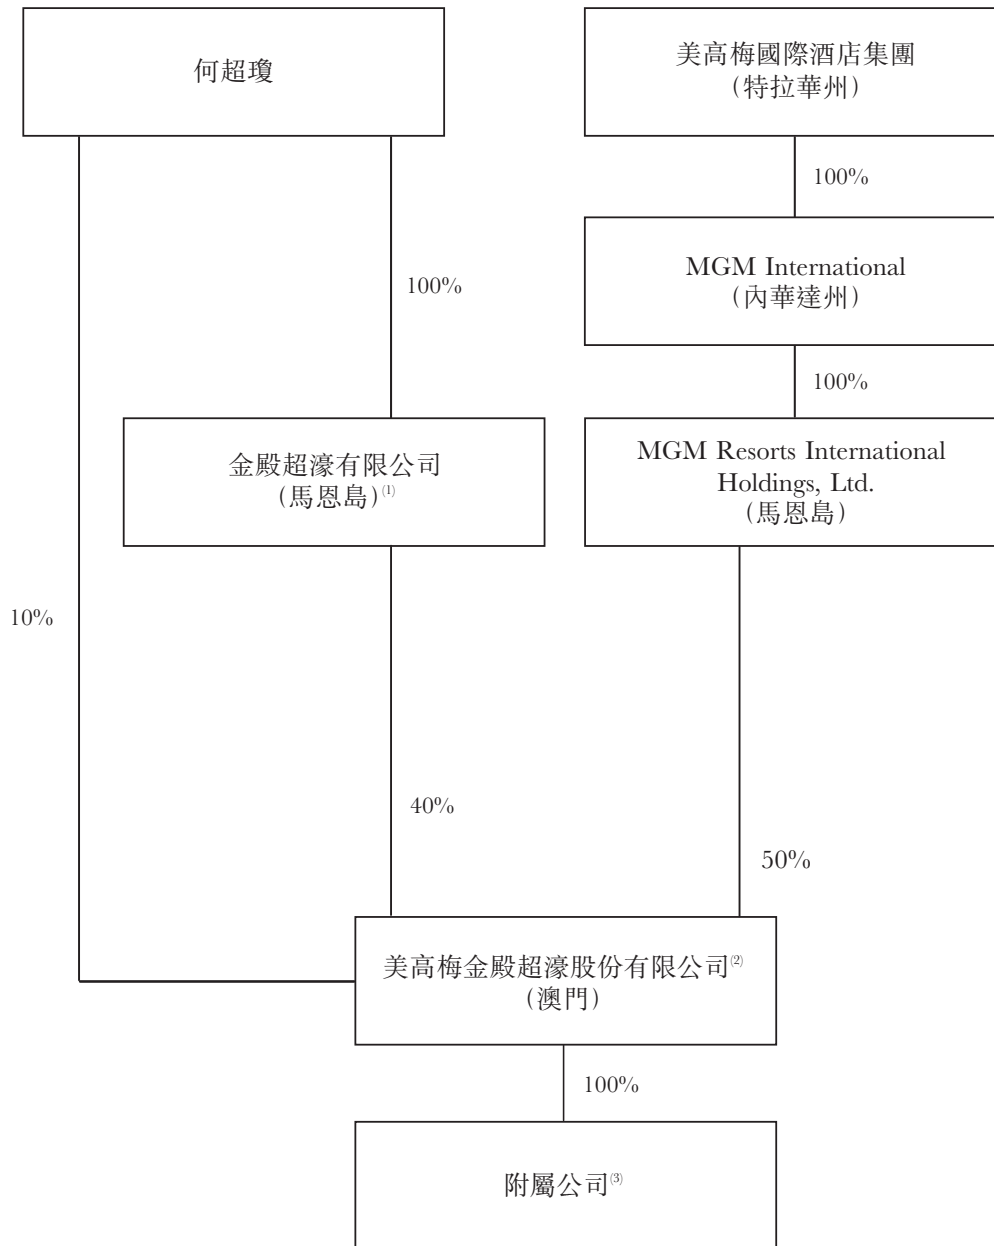 何超瓊
美高梅國際酒店集團
(特拉華州)
100%
MGM International
(內華達州)
100%
100%
金殿超濠有限公司
(馬恩島)(1)
MGM Resorts International
Holdings, Ltd.
(馬恩島)
10%
40%
50%
美高梅金殿超濠股份有限公司(2)
(澳門)
100%
附屬公司(3)